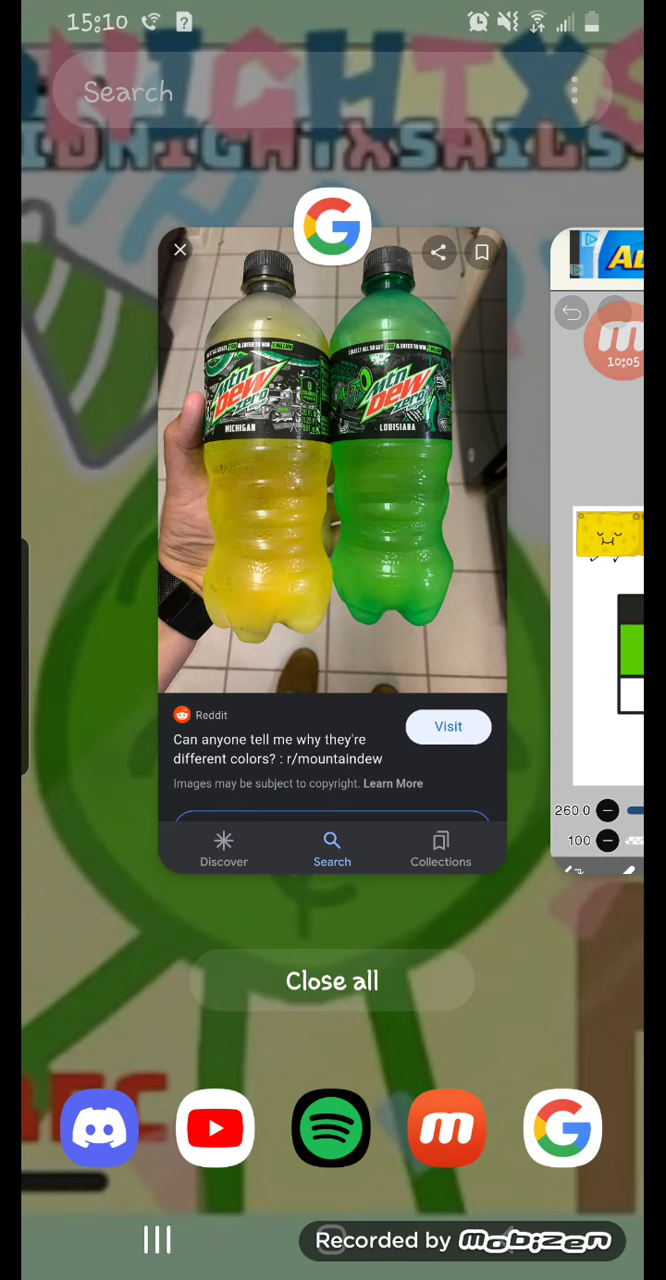 15:10
Search
NIGHTXS
IDNIGHTXSAILS
Mtn
Dew
zero
MICHIGAN
Mtn
Dew
zero
LOUISIANA
10:05
Reddit
Can anyone tell me why they're
different colors? : r/mountaindew
Visit
Images may be subject to copyright. Learn More
Discover
Search
Collections
260.0
100
Close all
Recorded by Mobizen